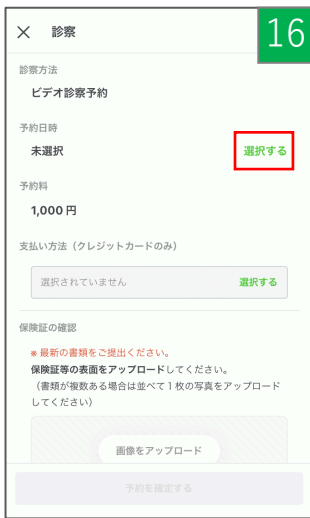 診察
16
診察方法
ビデオ診察予約
予約日時
未選択 選択する
予約料
1,000 円
支払い方法（クレジットカードのみ）
選択されていません 選択する
保険証の確認
※ 最新の書類をご提出ください。
保険証等の表面をアップロードしてください。
（書類が複数ある場合は並べて１枚の写真をアップロード
してください）
画像をアップロード
予約を確定する